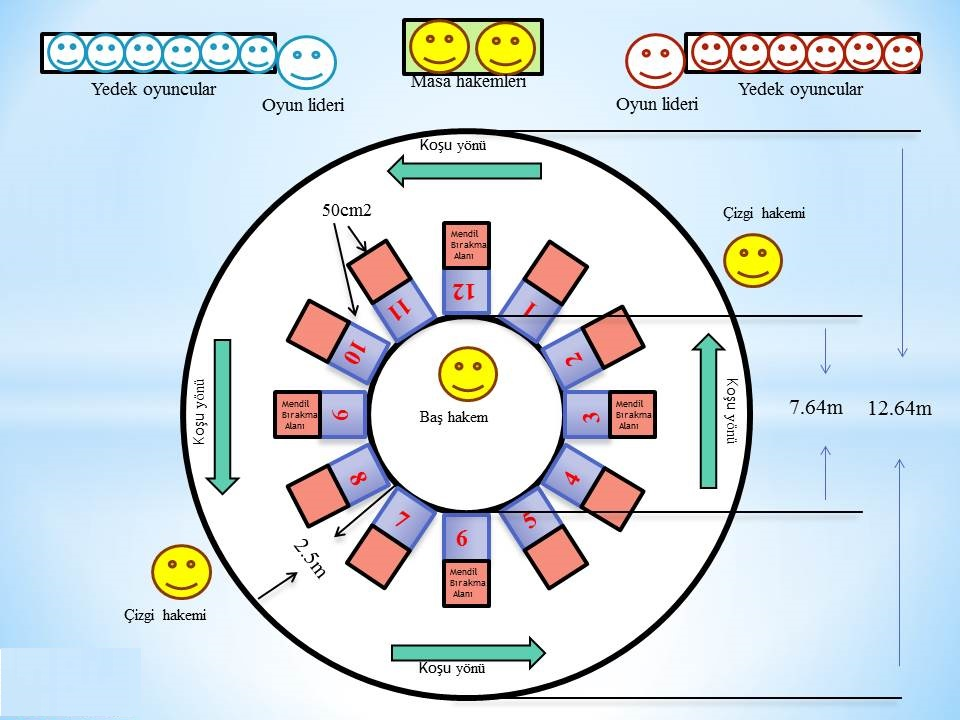 Yedek oyuncular
Oyun lideri
Masa hakemleri
Oyun lideri
Yedek oyuncular
Koşu yönü
50cm2
Çizgi hakemi
Mendil
Bırakma
Alanı
12
11
1
10
2
Baş hakem
Koşu yönü
Mendil
Bırakma
Alanı
9
3
Mendil
Bırakma
Alanı
Koşu yönü
7.64m
12.64m
8
4
7
5
6
2.5m
Mendil
Bırakma
Alanı
Çizgi hakemi
Koşu yönü